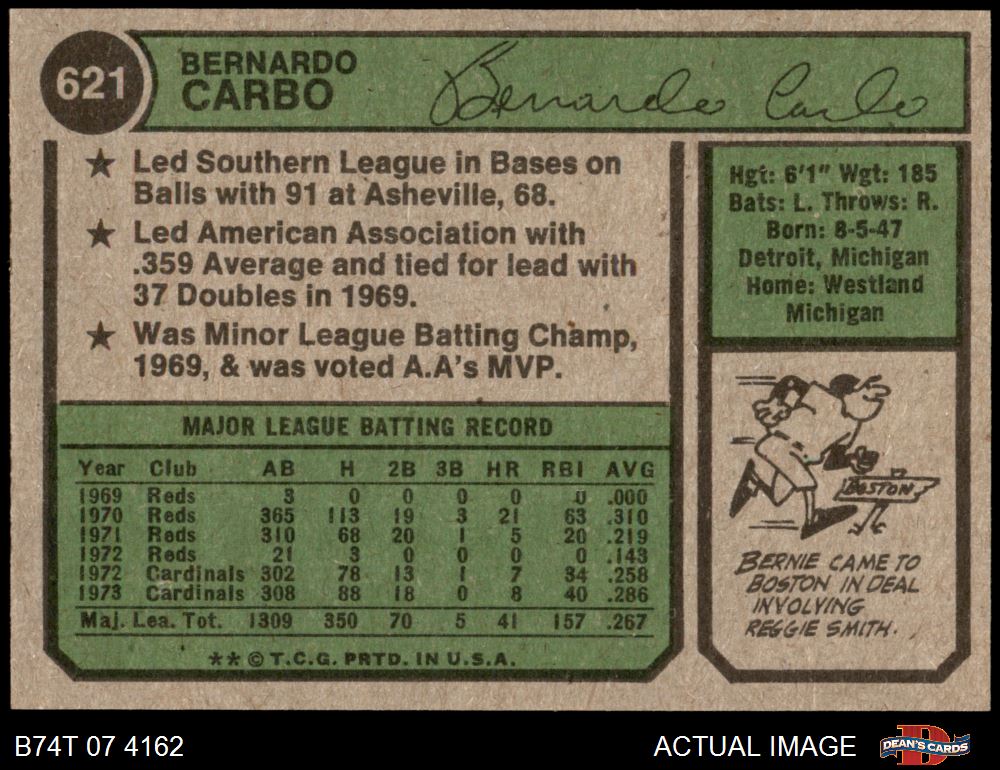 621
BERNARDO
CARBO
Bernardo Carbo
★ Led Southern League in Bases on
Balls with 91 at Asheville, 68.
★ Led American Association with
.359 Average and tied for lead with
37 Doubles in 1969.
★ Was Minor League Batting Champ,
1969, & was voted A.A's MVP.
Hgt: 6'1" Wgt: 185
Bats: L. Throws: R.
Born: 8-5-47
Detroit, Michigan
Home: Westland
Michigan
MAJOR LEAGUE BATTING RECORD
Year Club AB H 2B 3B HR RBI AVG
1969 Reds 3 0 0 0 0 0 .000
1970 Reds 365 113 19 3 21 63 .310
1971 Reds 310 68 20 1 5 20 .219
1972 Reds 21 3 0 0 0 0 .143
1972 Cardinals 302 78 13 1 7 34 .258
1973 Cardinals 308 88 18 0 8 40 .286
Maj. Lea. Tot. 1309 350 70 5 41 157 .267
**©T.C.G. PRTD. IN U.S.A.
BOSTON
BERNIE CAME TO
BOSTON IN DEAL
INVOLVING
REGGIE SMITH.
B74T 07 4162
ACTUAL IMAGE
D
DEAN'S CARDS